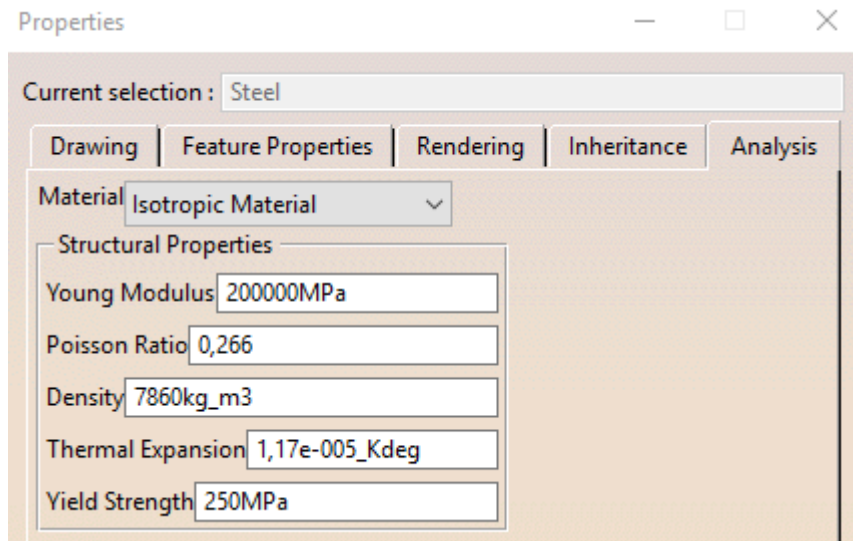 Properties
Current selection : Steel
Drawing Feature Properties Rendering Inheritance Analysis
Material Isotropic Material
Structural Properties
Young Modulus 200000MPa
Poisson Ratio 0,266
Density 7860kg_m3
Thermal Expansion 1,17e-005_Kdeg
Yield Strength 250MPa